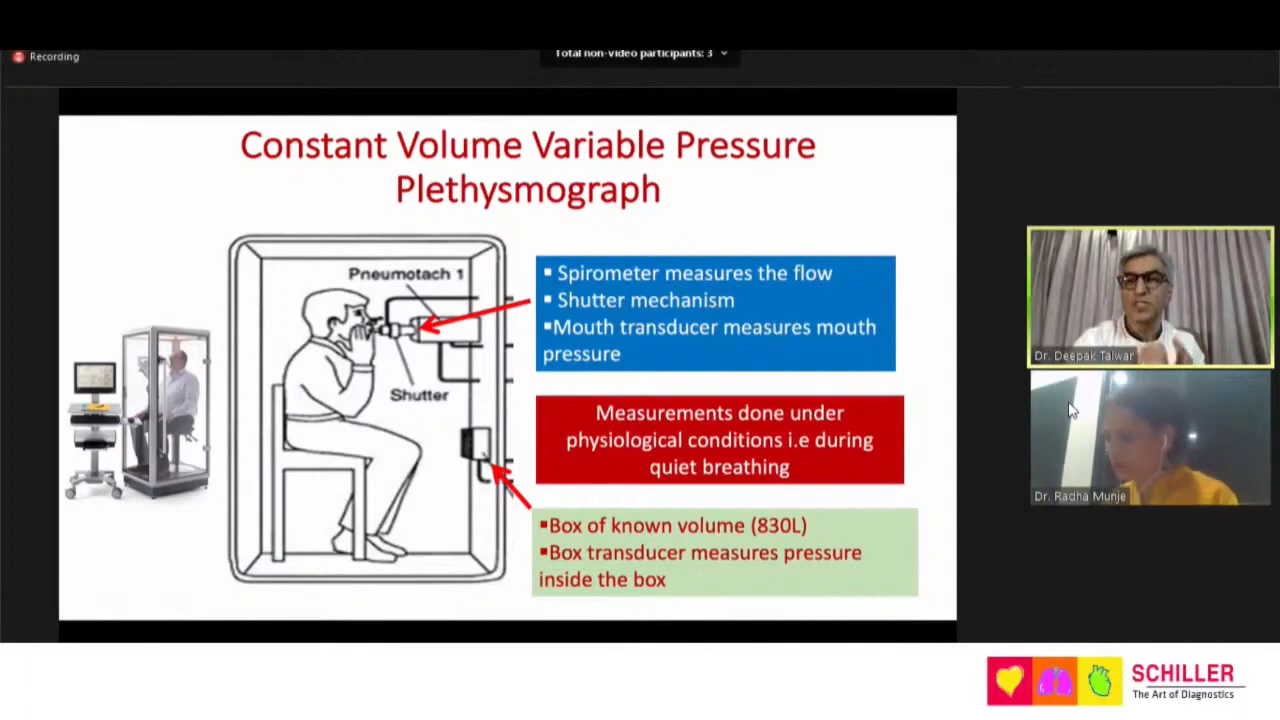 Recording
Total non-video participants: 3
Constant Volume Variable Pressure
Plethysmograph
Pneumotach 1
Shutter
▪ Spirometer measures the flow
▪ Shutter mechanism
▪Mouth transducer measures mouth
pressure
Measurements done under
physiological conditions i.e during
quiet breathing
▪Box of known volume (830L)
▪Box transducer measures pressure
inside the box
Dr. Deepak Talwar
Dr. Radha Munje
SCHILLER
The Art of Diagnostics